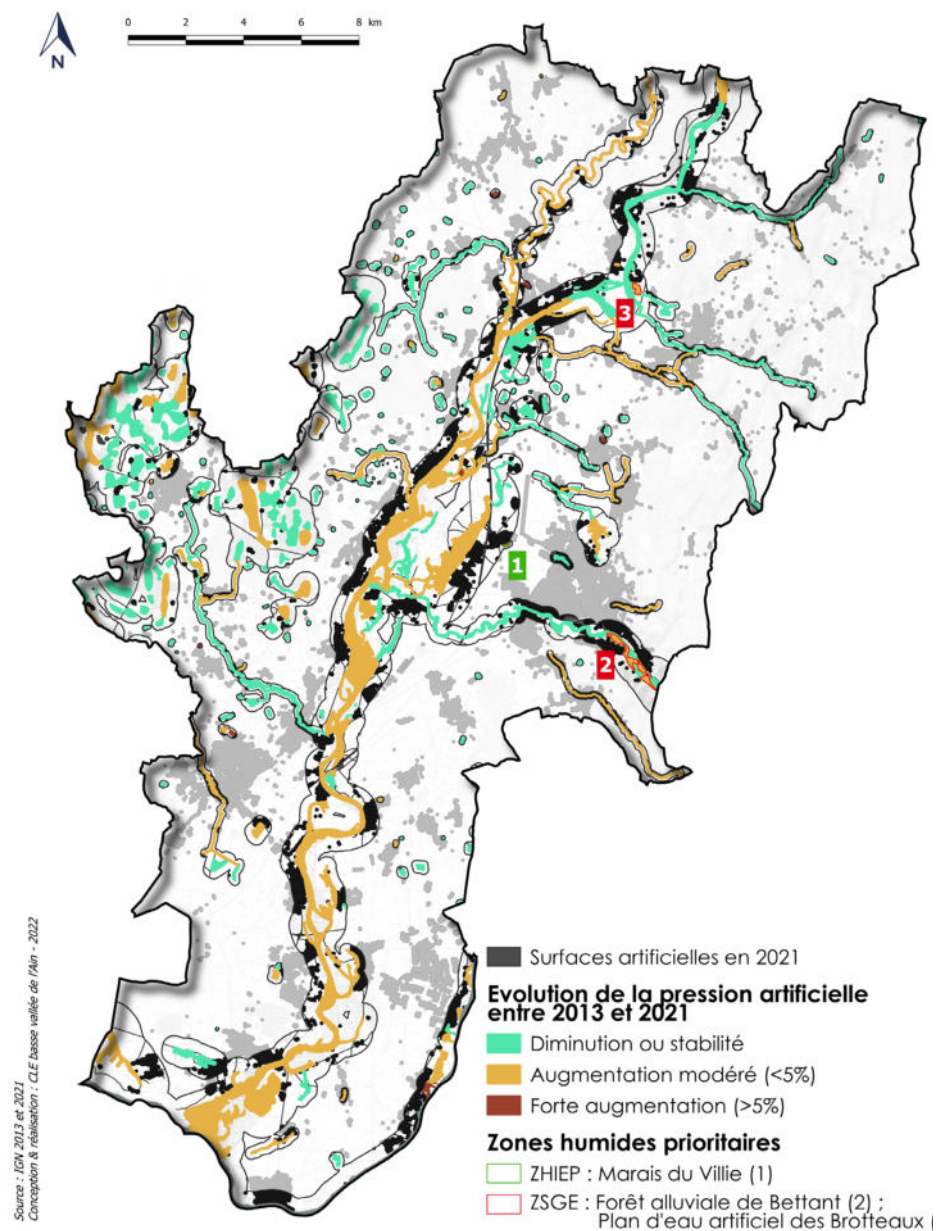 0 2 4 6 8 km
N
3
1
2
Surfaces artificielles en 2021
Evolution de la pression artificielle
entre 2013 et 2021
Diminution ou stabilité
Augmentation modéré (<5%)
Forte augmentation (>5%)
Zones humides prioritaires
ZHIEP : Marais du Villie (1)
ZSGE : Forêt alluviale de Bettant (2) ;
Plan d'eau artificiel des Brotteaux (
Source : IGN 2013 et 2021
Conception & réalisation : CLE basse vallée de l'Ain - 2022